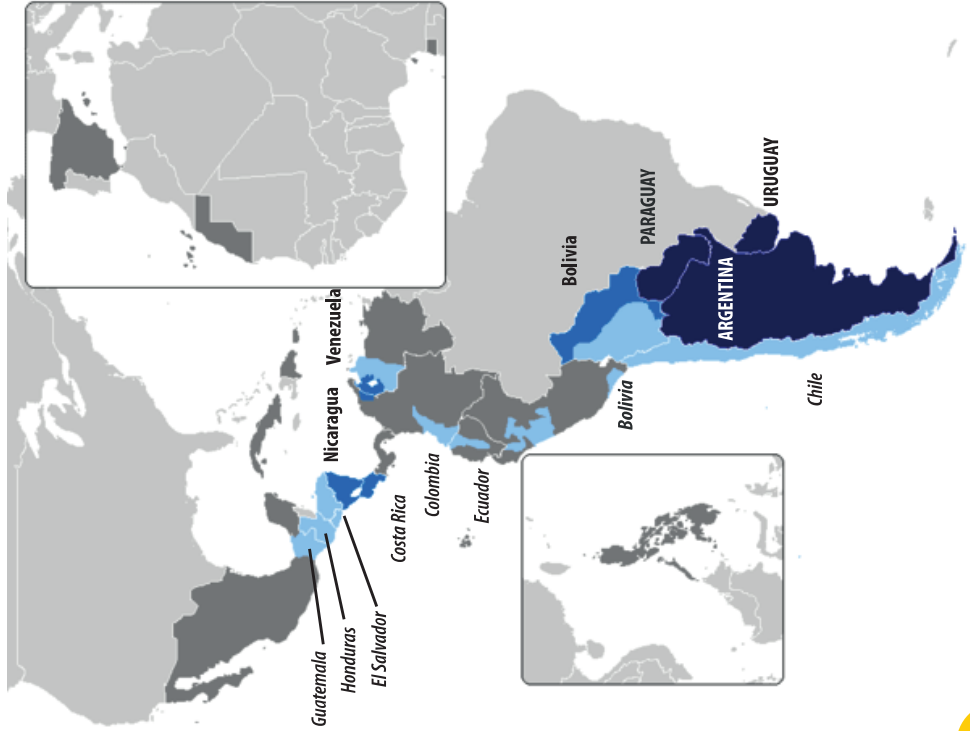 Venezuela
Nicaragua
Bolivia
PARAGUAY
URUGUAY
ARGENTINA
Chile
Bolivia
Colombia
Ecuador
Costa Rica
El Salvador
Honduras
Guatemala